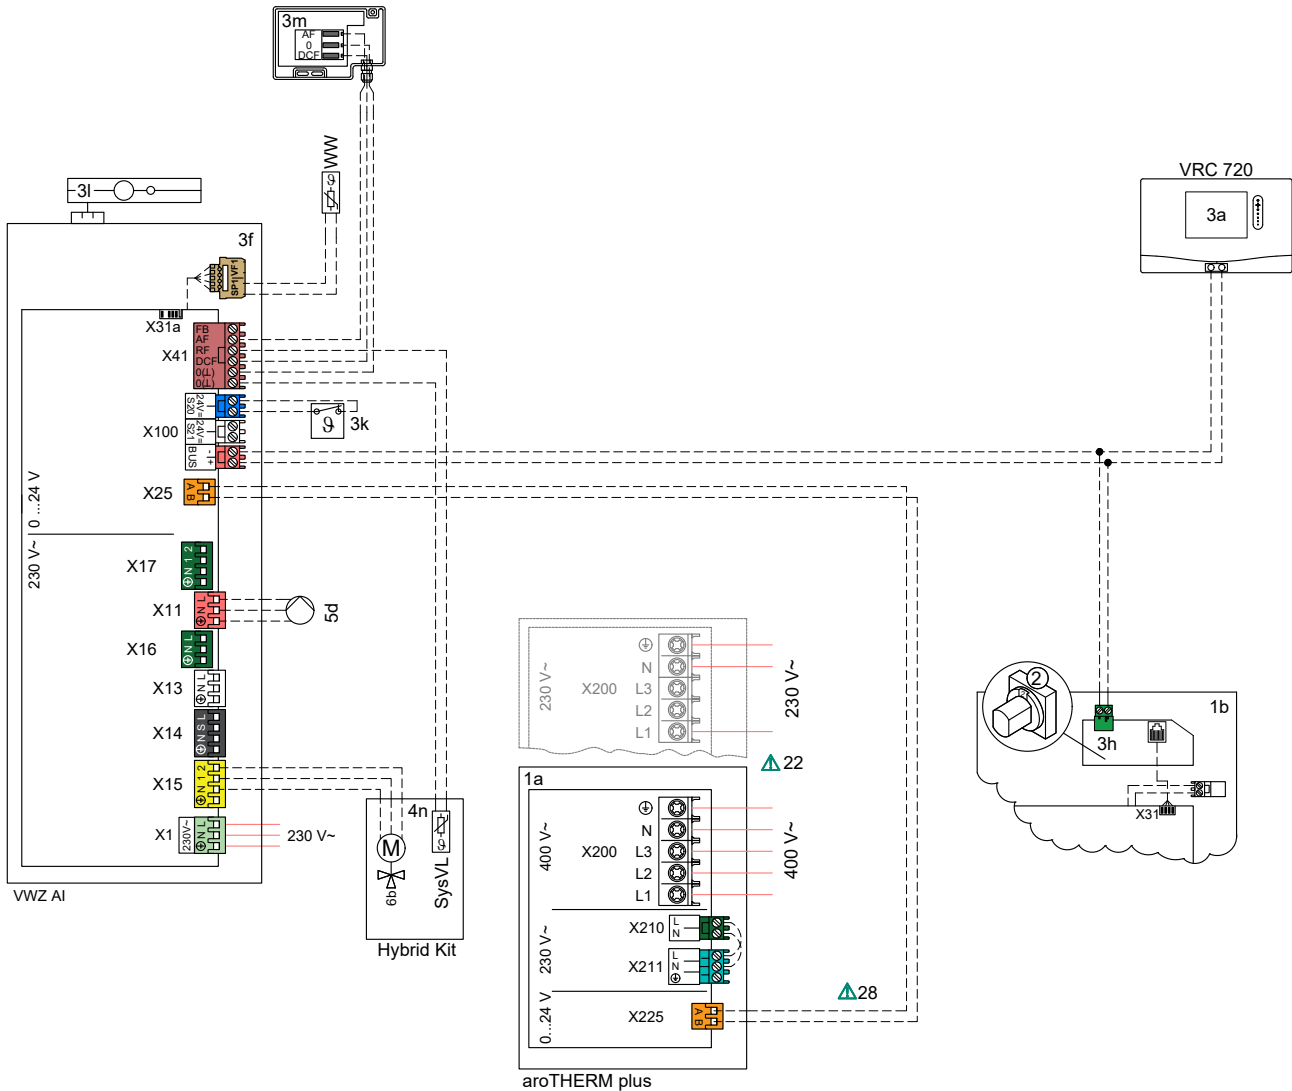 3m
AF
0
DCF
WW
ϑ
3l
3f
SP1|VF1
X31a
X41
FB
AF
RF
DCF
0(⊥)
0(⊥)
S20
24V=
X100
S21
24V=
BUS
- +
ϑ
3k
X25
A B
0 ...24 V
230 V~
X17
N 1 2
X11
N L
5d
X16
N L
X13
N L
X14
N S L
X15
N 1 2
X1
230V~
N L
230 V~
VWZ AI
4n
M
6b
SysVL
ϑ
Hybrid Kit
VRC 720
3a
230 V~
X200
N
L3
L2
L1
230 V~
22
1a
400 V~
X200
N
L3
L2
L1
400 V~
230 V~
X210
L
N
X211
L
N
0...24 V
X225
A B
28
aroTHERM plus
2
1b
3h
X31